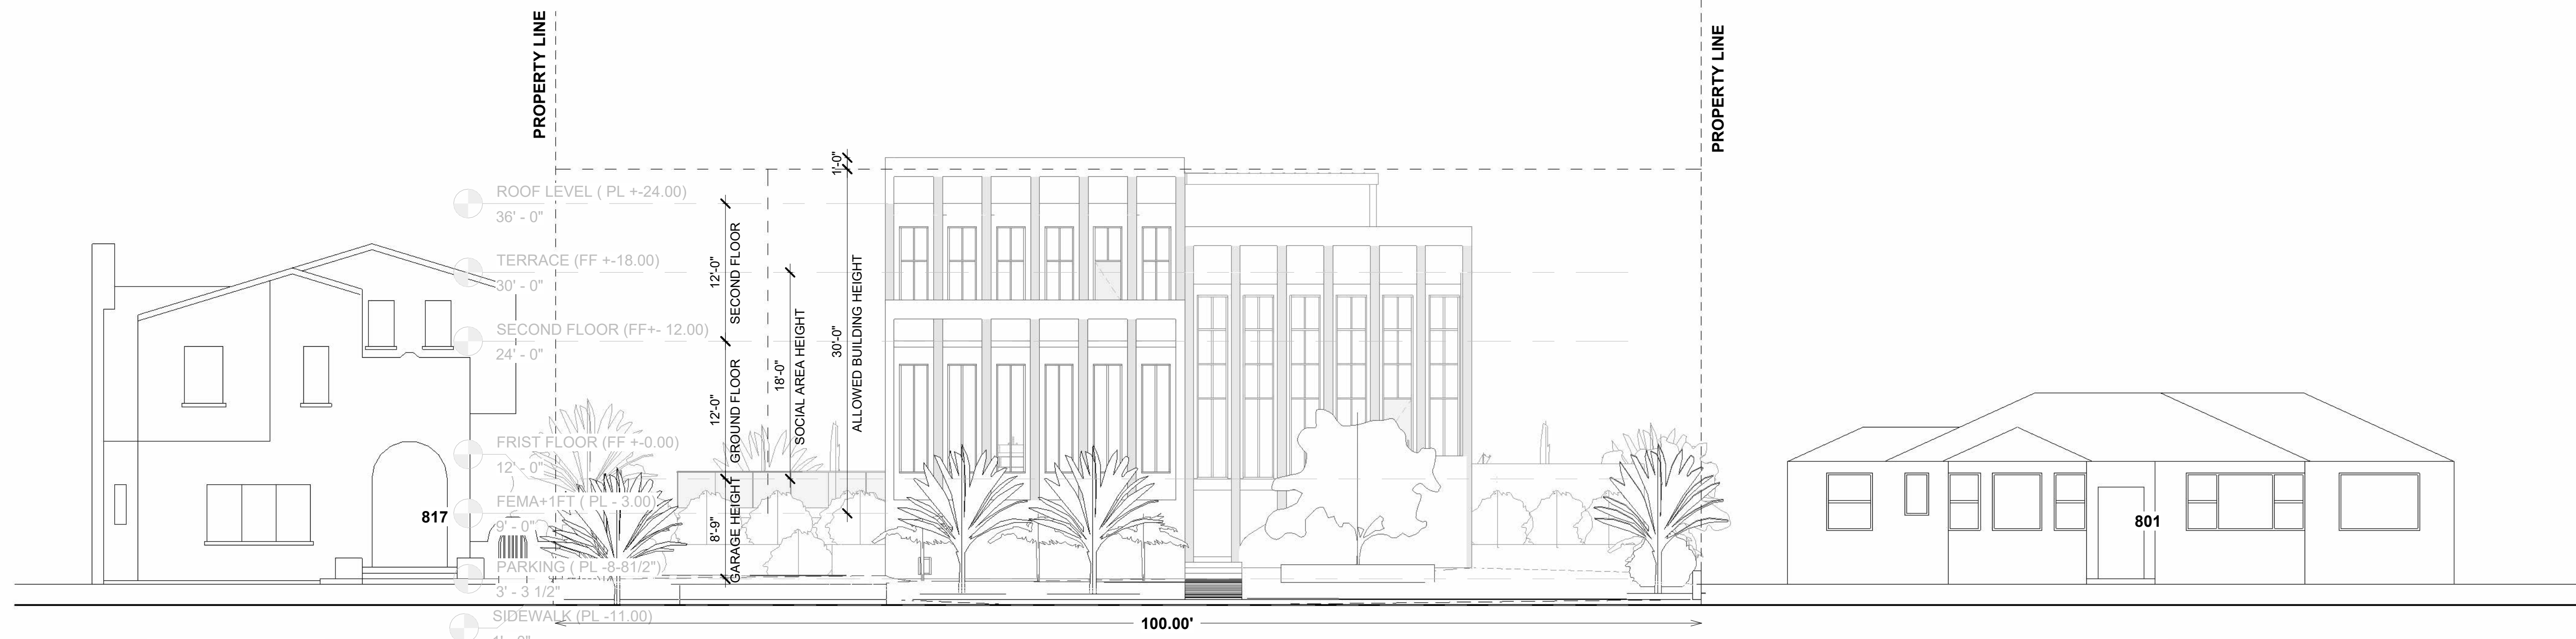 PROPERTY LINE
PROPERTY LINE
1'-0"
ROOF LEVEL ( PL +-24.00)
36' - 0"
TERRACE (FF +-18.00)
30' - 0"
SECOND FLOOR (FF+- 12.00)
24' - 0"
FRIST FLOOR (FF +-0.00)
12' - 0"
FEMA+1FT ( PL - 3.00)
9' - 0"
PARKING ( PL -8-81/2")
3' - 3 1/2"
SIDEWALK (PL -11.00)
12'-0"
SECOND FLOOR
12'-0"
GROUND FLOOR
8'-9"
GARAGE HEIGHT
18'-0"
SOCIAL AREA HEIGHT
30'-0"
ALLOWED BUILDING HEIGHT
817
801
100.00'